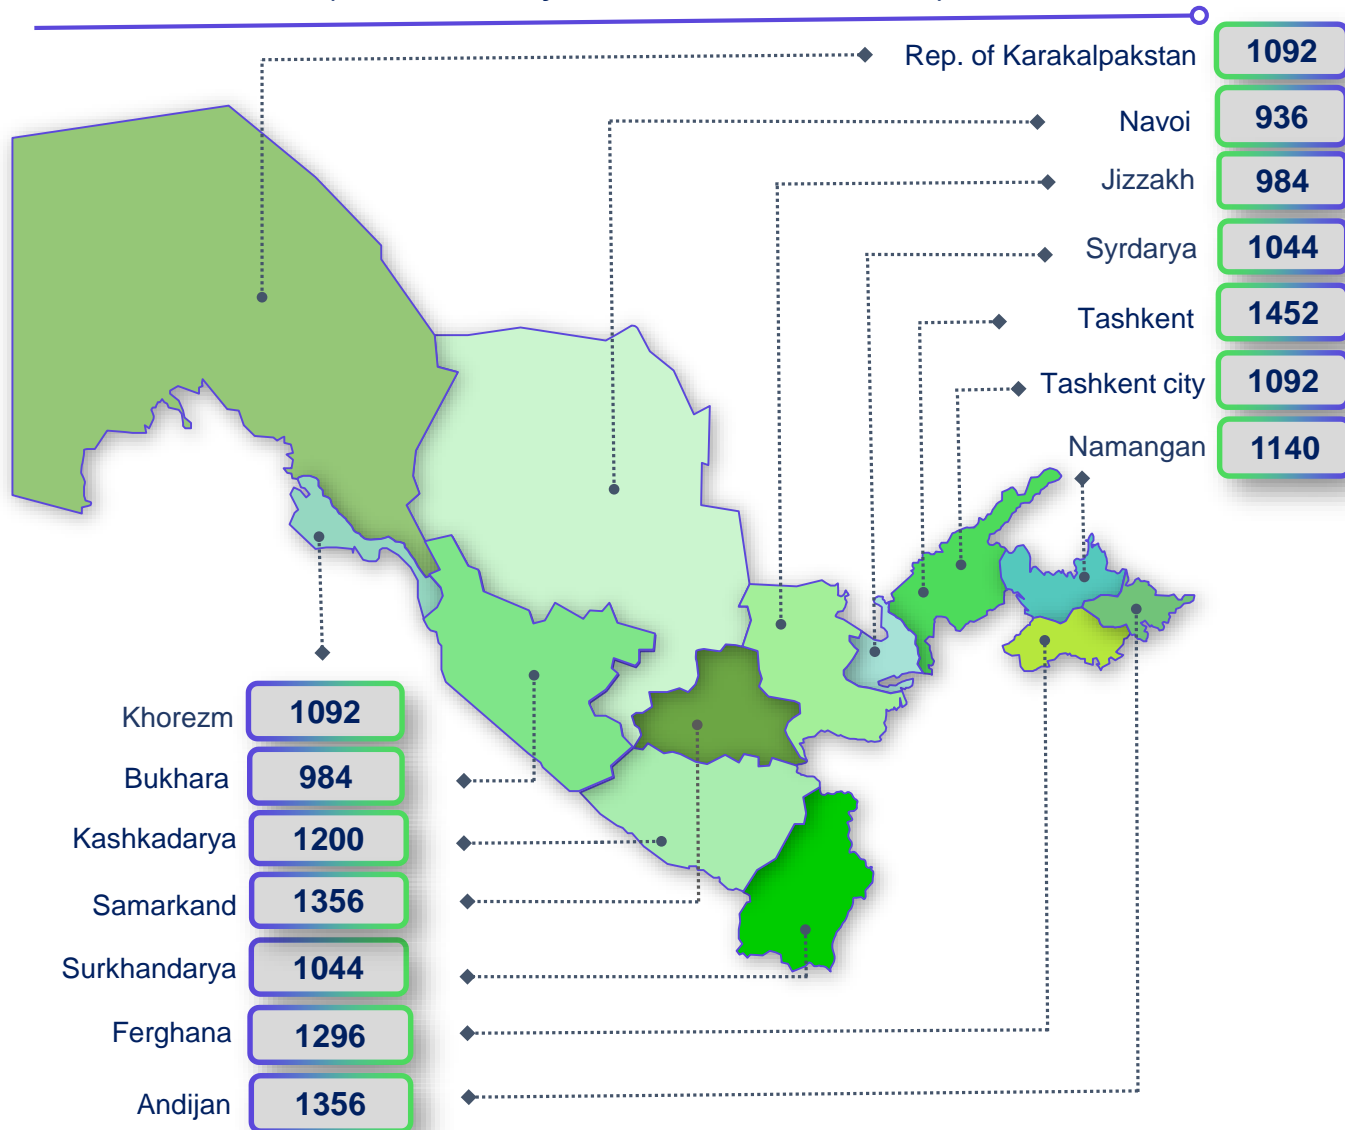 Rep. of Karakalpakstan 1092
Navoi 936
Jizzakh 984
Syrdarya 1044
Tashkent 1452
Tashkent city 1092
Namangan 1140
Khorezm 1092
Bukhara 984
Kashkadarya 1200
Samarkand 1356
Surkhandarya 1044
Ferghana 1296
Andijan 1356